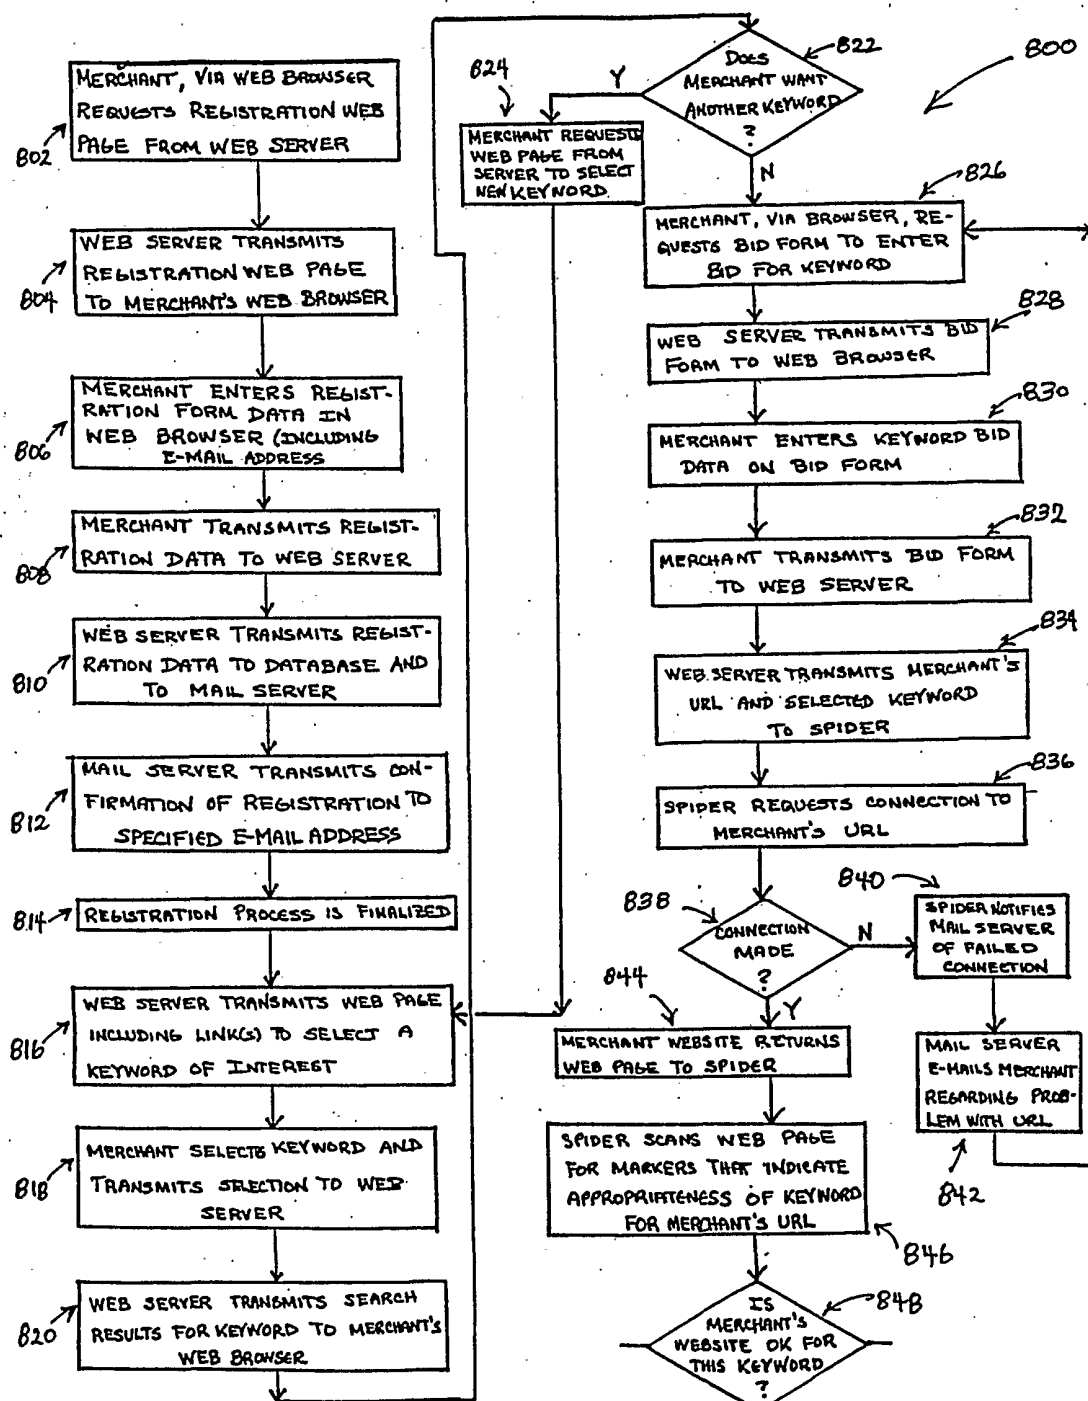 MERCHANT, VIA WEB BROWSER
REQUESTS REGISTRATION WEB
PAGE FROM WEB SERVER
802
WEB SERVER TRANSMITS
REGISTRATION WEB PAGE
TO MERCHANT'S WEB BROWSER
804
MERCHANT ENTERS REGIST-
RATION FORM DATA IN
WEB BROWSER (INCLUDING
E-MAIL ADDRESS
806
MERCHANT TRANSMITS REGIST-
RATION DATA TO WEB SERVER
808
WEB SERVER TRANSMITS REGIST-
RATION DATA TO DATABASE AND
TO MAIL SERVER
810
MAIL SERVER TRANSMITS CON-
FIRMATION OF REGISTRATION TO
SPECIFIED E-MAIL ADDRESS
812
REGISTRATION PROCESS IS FINALIZED
814
WEB SERVER TRANSMITS WEB PAGE
INCLUDING LINK(S) TO SELECT A
KEYWORD OF INTEREST
816
MERCHANT SELECTS KEYWORD AND
TRANSMITS SELECTION TO WEB
SERVER
818
WEB SERVER TRANSMITS SEARCH
RESULTS FOR KEYWORD TO MERCHANT'S
WEB BROWSER
820
800
822
DOES
MERCHANT WANT
ANOTHER KEYWORD
?
Y
N
824
MERCHANT REQUESTS
WEB PAGE FROM
SERVER TO SELECT
NEW KEYWORD
826
MERCHANT, VIA BROWSER, RE-
QUESTS BID FORM TO ENTER
BID FOR KEYWORD
828
WEB SERVER TRANSMITS BID
FORM TO WEB BROWSER
830
MERCHANT ENTERS KEYWORD BID
DATA ON BID FORM
832
MERCHANT TRANSMITS BID FORM
TO WEB SERVER
834
WEB SERVER TRANSMITS MERCHANT'S
URL AND SELECTED KEYWORD
TO SPIDER
836
SPIDER REQUESTS CONNECTION TO
MERCHANT'S URL
838
CONNECTION
MADE
?
N
Y
840
SPIDER NOTIFIES
MAIL SERVER
OF FAILED
CONNECTION
MAIL SERVER
E-MAILS MERCHANT
REGARDING PROB-
LEM WITH URL
842
844
MERCHANT WEBSITE RETURNS
WEB PAGE TO SPIDER
SPIDER SCANS WEB PAGE
FOR MARKERS THAT INDICATE
APPROPRIATENESS OF KEYWORD
FOR MERCHANT'S URL
846
848
IS
MERCHANT'S
WEBSITE OK FOR
THIS KEYWORD
?